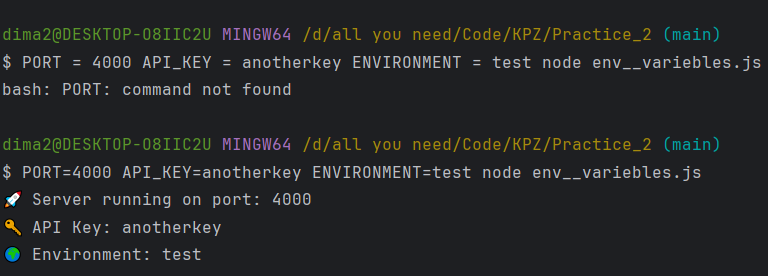 dima2@DESKTOP-O8IIC2U MINGW64 /d/all you need/Code/KPZ/Practice_2 (main)
$ PORT = 4000 API_KEY = anotherkey ENVIRONMENT = test node env__variebles.js
bash: PORT: command not found
dima2@DESKTOP-O8IIC2U MINGW64 /d/all you need/Code/KPZ/Practice_2 (main)
$ PORT=4000 API_KEY=anotherkey ENVIRONMENT=test node env__variebles.js
🚀 Server running on port: 4000
🔑 API Key: anotherkey
🌍 Environment: test